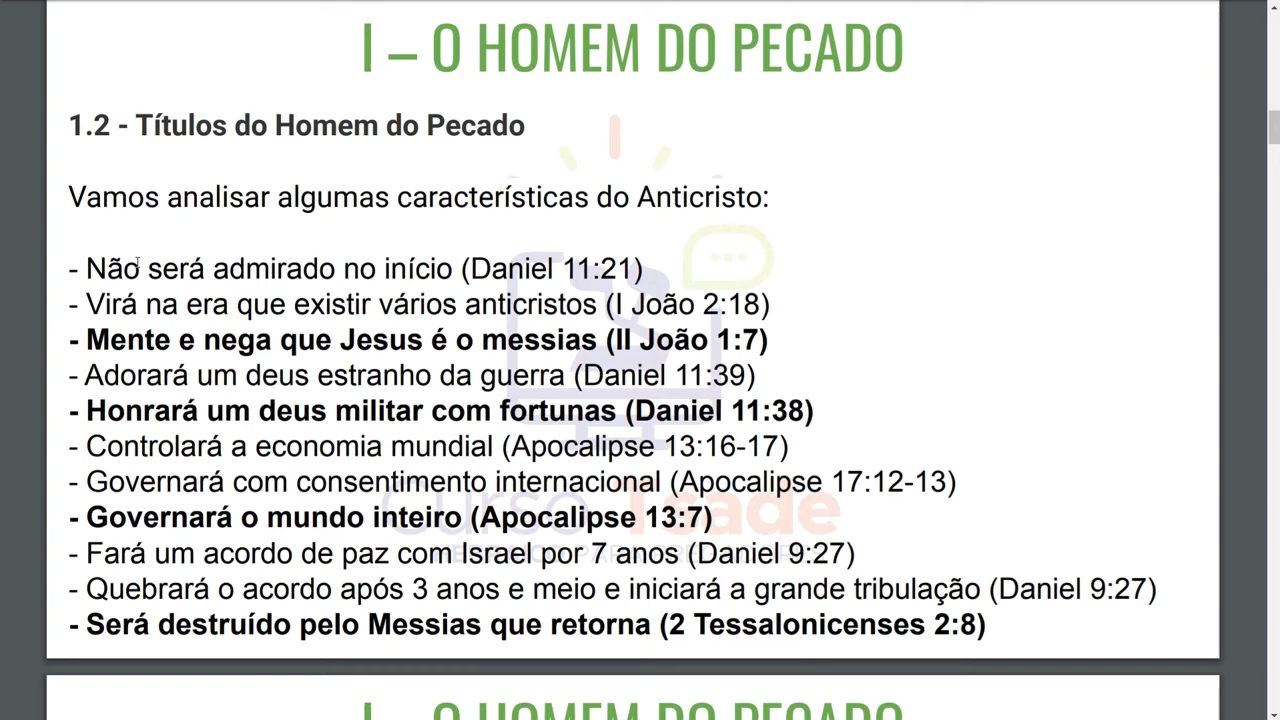 I – O HOMEM DO PECADO
1.2 - Títulos do Homem do Pecado
Vamos analisar algumas características do Anticristo:
- Não será admirado no início (Daniel 11:21)
- Virá na era que existir vários anticristos (I João 2:18)
- Mente e nega que Jesus é o messias (II João 1:7)
- Adorará um deus estranho da guerra (Daniel 11:39)
- Honrará um deus militar com fortunas (Daniel 11:38)
- Controlará a economia mundial (Apocalipse 13:16-17)
- Governará com consentimento internacional (Apocalipse 17:12-13)
Curso Tsade
- Governará o mundo inteiro (Apocalipse 13:7)
- Fará um acordo de paz com Israel por 7 anos (Daniel 9:27)
- Quebrará o acordo após 3 anos e meio e iniciará a grande tribulação (Daniel 9:27)
- Será destruído pelo Messias que retorna (2 Tessalonicenses 2:8)
I – O HOMEM DO PECADO